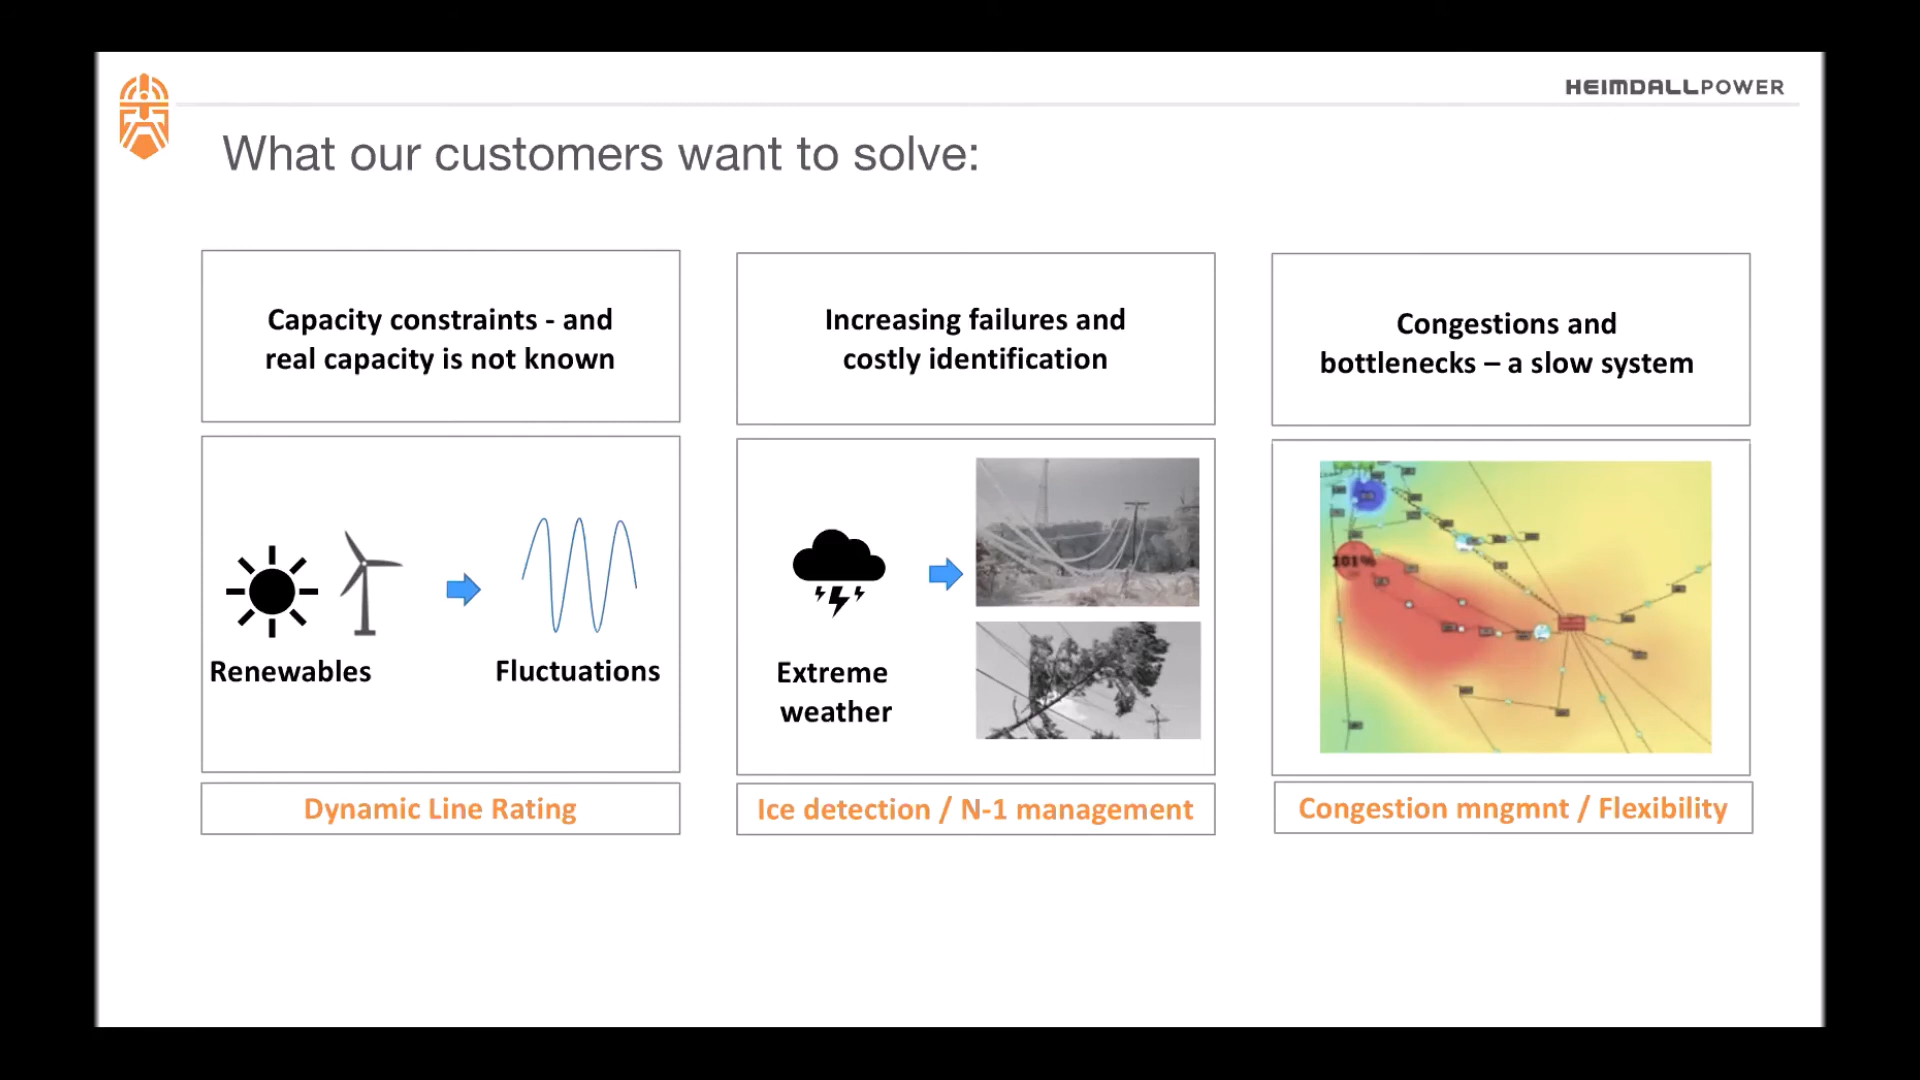 HEIMDALLPOWER
What our customers want to solve:
Capacity constraints - and
real capacity is not known
Increasing failures and
costly identification
Congestions and
bottlenecks – a slow system
Renewables
Fluctuations
Extreme
weather
101%
Dynamic Line Rating
Ice detection / N-1 management
Congestion mngmnt / Flexibility